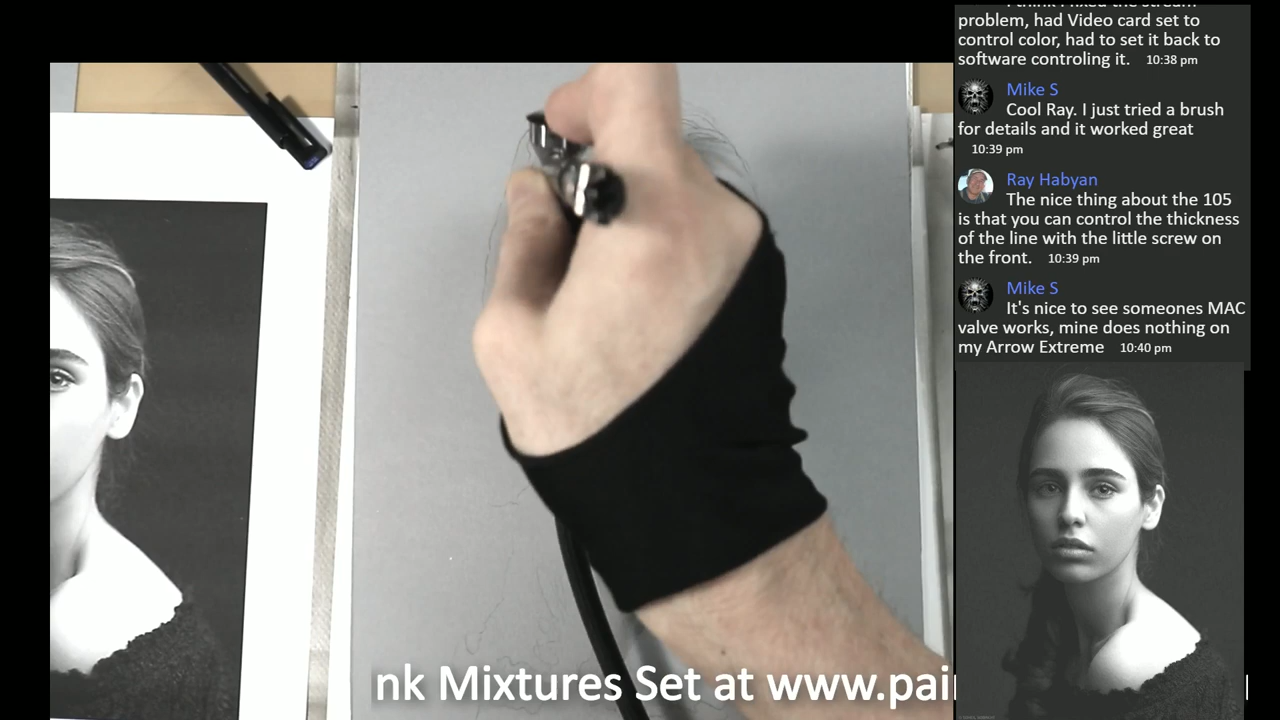 problem, had Video card set to
control color, had to set it back to
software controling it. 10:38 pm
Mike S
Cool Ray. I just tried a brush
for details and it worked great
10:39 pm
Ray Habyan
The nice thing about the 105
is that you can control the thickness
of the line with the little screw on
the front. 10:39 pm
Mike S
It's nice to see someones MAC
valve works, mine does nothing on
my Arrow Extreme 10:40 pm
nk Mixtures Set at www.pai